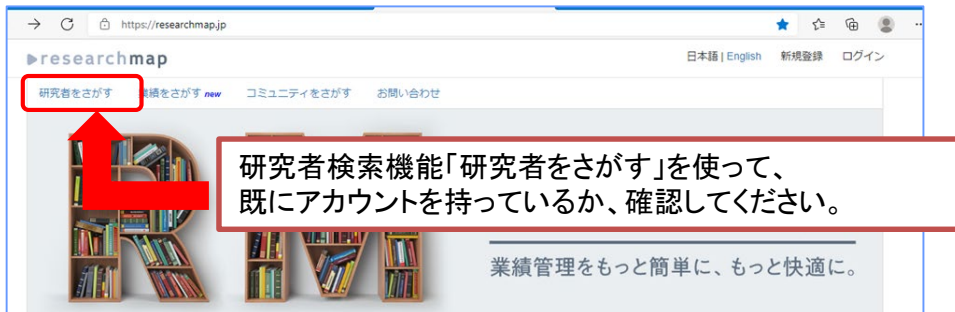 https://researchmap.jp
researchmap
日本語 | English 新規登録 ログイン
研究者をさがす 業績をさがす new コミュニティをさがす お問い合わせ
研究者検索機能「研究者をさがす」を使って、
既にアカウントを持っているか、確認してください。
業績管理をもっと簡単に、もっと快適に。